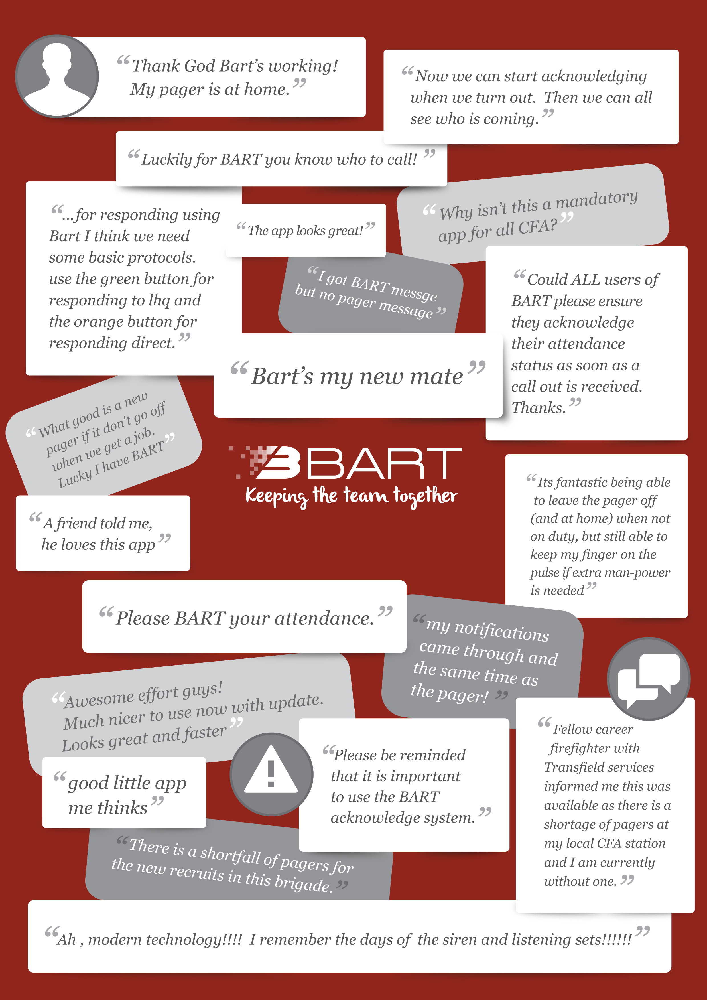 “Thank God Bart’s working!
My pager is at home.”
“Now we can start acknowledging
when we turn out.  Then we can all
see who is coming.”
“Luckily for BART you know who to call! ”
“...for responding using
Bart I think we need
some basic protocols.
use the green button for
responding to lhq and
the orange button for
responding direct.”
“The app looks great!”
“Why isn’t this a mandatory
app for all CFA?”
“I got BART messge
but no pager message”
“Could ALL users of
BART please ensure
they acknowledge
their attendance
status as soon as a
call out is received.
Thanks.”
“Bart’s my new mate”
“What good is a new
pager if it don't go off
when we get a job.
Lucky I have BART”
BART
Keeping the team together
“Its fantastic being able
to leave the pager off
(and at home) when not
on duty, but still able to
keep my finger on the
pulse if extra man-power
is needed”
“A friend told me,
he loves this app”
“Please BART your attendance.”
“my notifications
came through and
the same time as
the pager! ”
“Awesome effort guys!
Much nicer to use now with update.
Looks great and faster”
“Please be reminded
that it is important
to use the BART
acknowledge system.”
“Fellow career
firefighter with
Transfield services
informed me this was
available as there is a
shortage of pagers at
my local CFA station
and I am currently
without one.”
“good little app
me thinks”
“There is a shortfall of pagers for
the new recruits in this brigade.”
“Ah , modern technology!!!!  I remember the days of  the siren and listening sets!!!!!!”